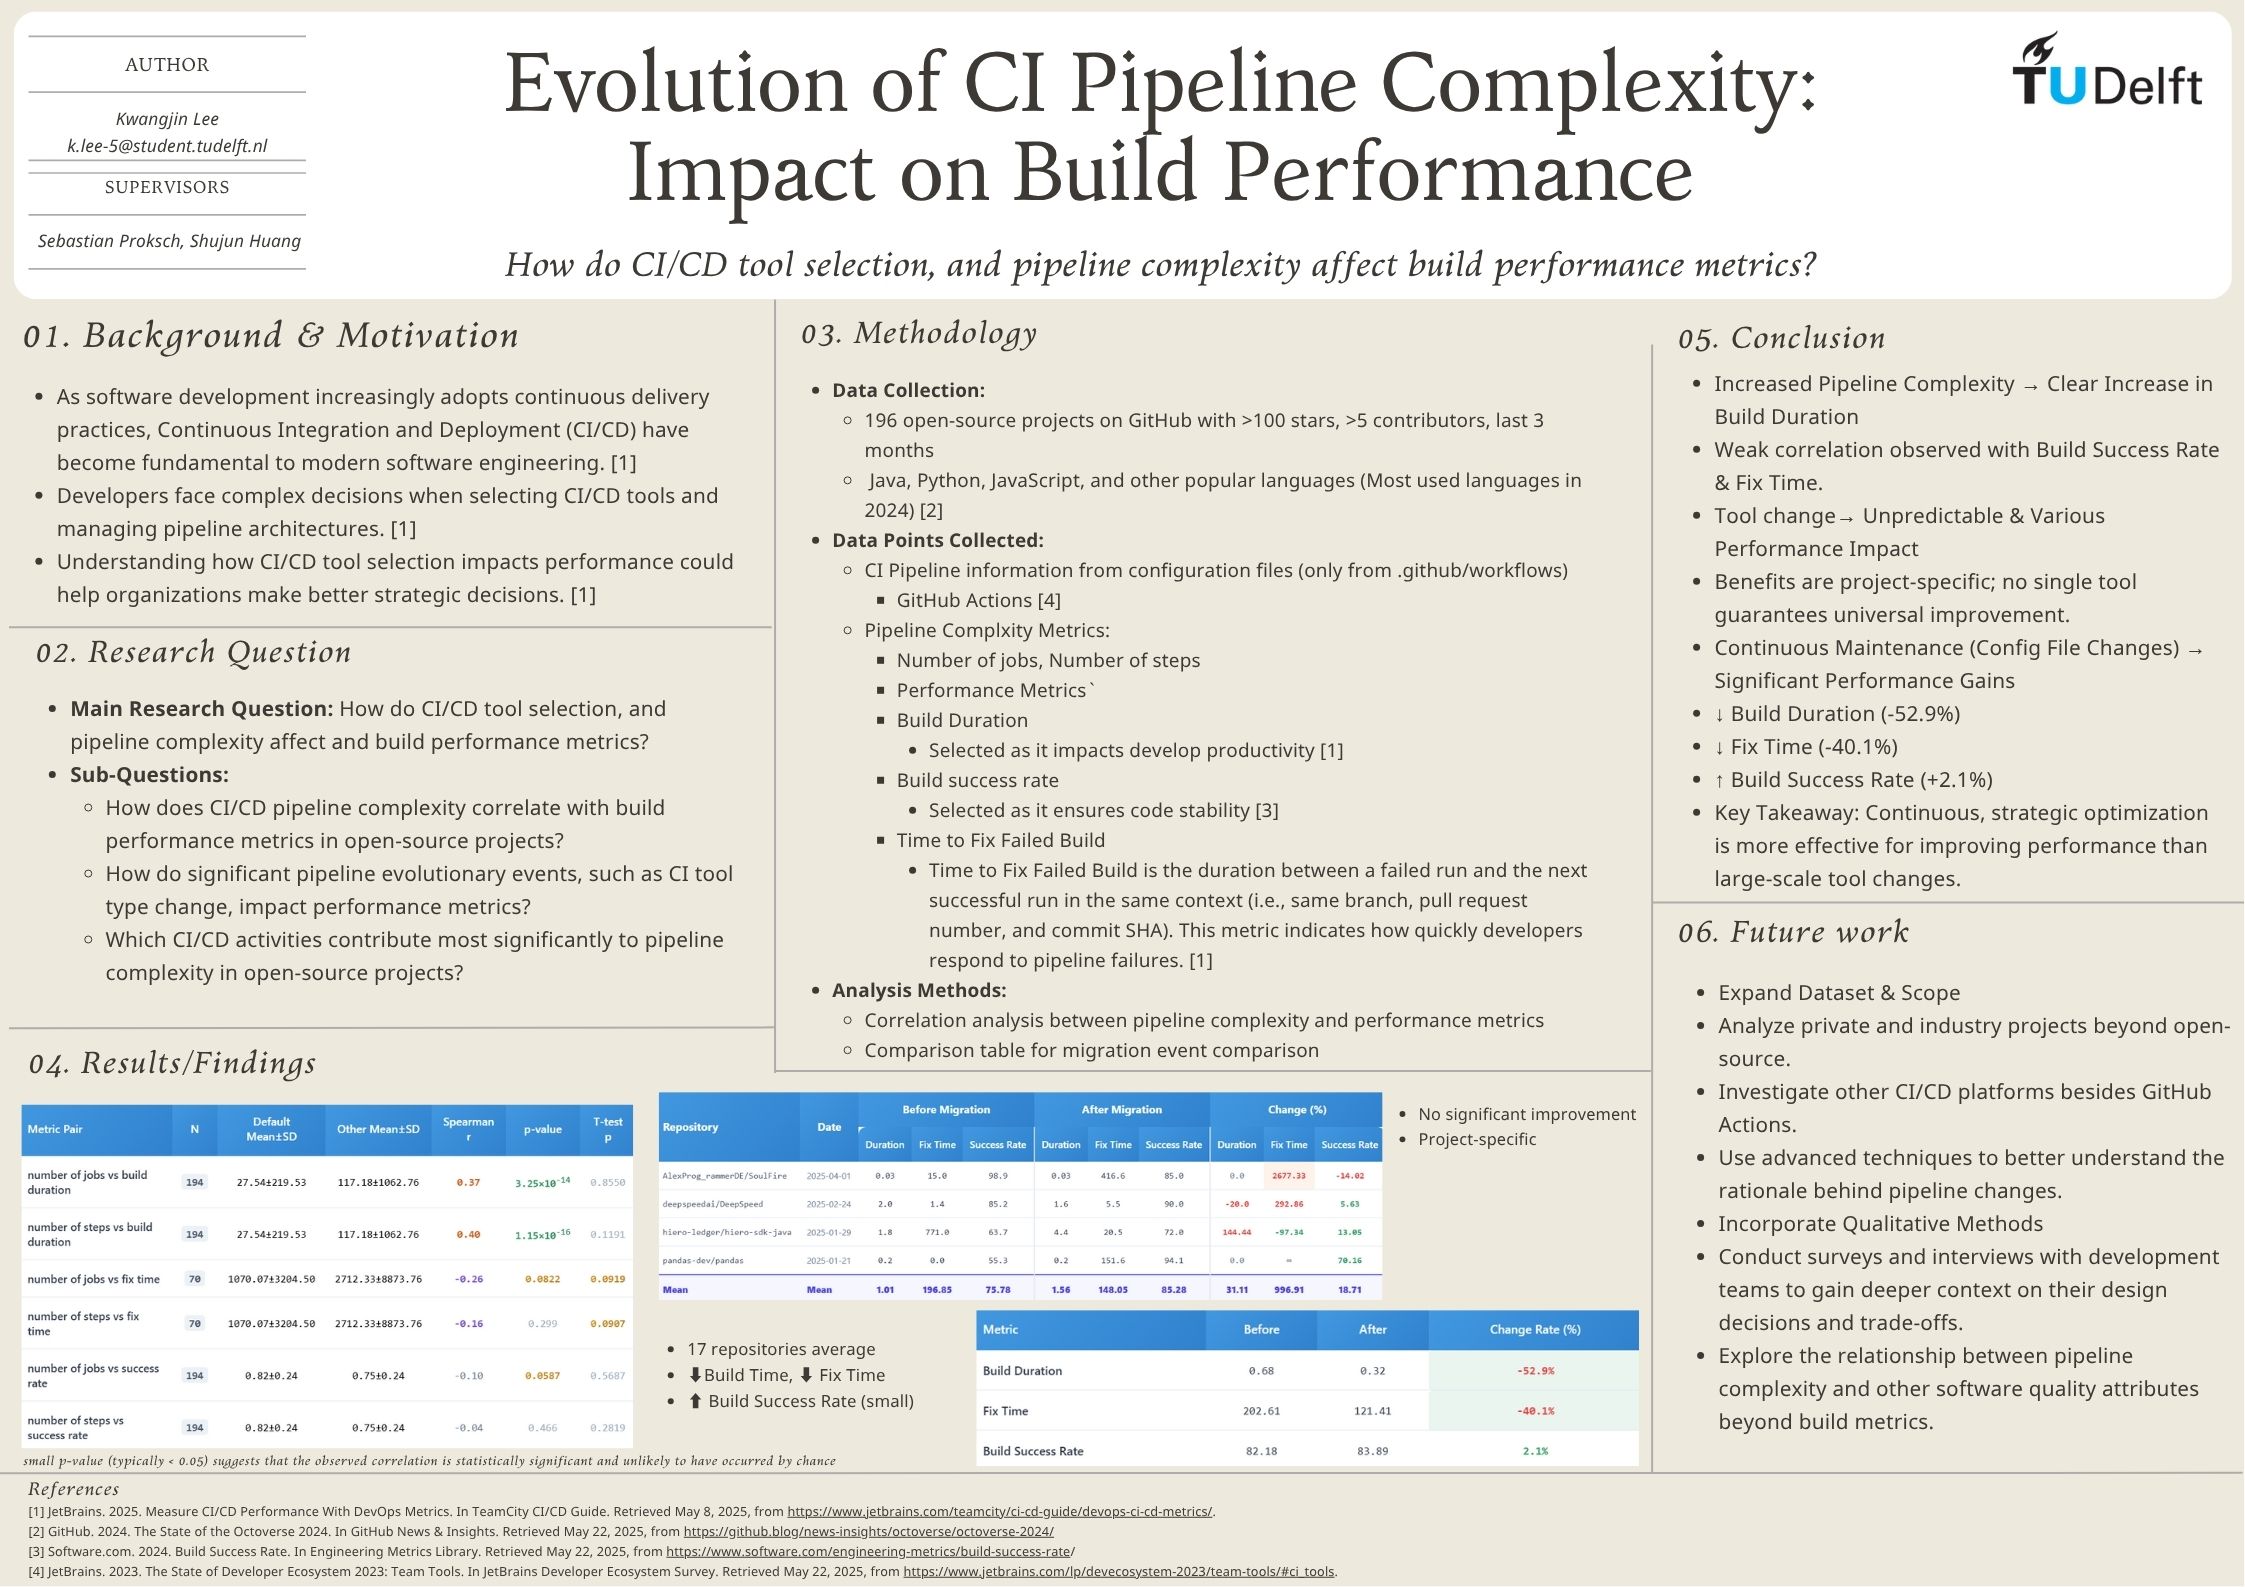 AUTHOR
Kwangjin Lee
k.lee-5@student.tudelft.nl
SUPERVISORS
Sebastian Proksch, Shujun Huang
Evolution of CI Pipeline Complexity:
Impact on Build Performance
How do CI/CD tool selection, and pipeline complexity affect build performance metrics?
TUDelft
01. Background & Motivation
• As software development increasingly adopts continuous delivery
practices, Continuous Integration and Deployment (CI/CD) have
become fundamental to modern software engineering. [1]
• Developers face complex decisions when selecting CI/CD tools and
managing pipeline architectures. [1]
• Understanding how CI/CD tool selection impacts performance could
help organizations make better strategic decisions. [1]
02. Research Question
• Main Research Question: How do CI/CD tool selection, and
pipeline complexity affect and build performance metrics?
• Sub-Questions:
◦ How does CI/CD pipeline complexity correlate with build
performance metrics in open-source projects?
◦ How do significant pipeline evolutionary events, such as CI tool
type change, impact performance metrics?
◦ Which CI/CD activities contribute most significantly to pipeline
complexity in open-source projects?
03. Methodology
• Data Collection:
◦ 196 open-source projects on GitHub with >100 stars, >5 contributors, last 3
months
◦ Java, Python, JavaScript, and other popular languages (Most used languages in
2024) [2]
• Data Points Collected:
◦ CI Pipeline information from configuration files (only from .github/workflows)
▪ GitHub Actions [4]
◦ Pipeline Complxity Metrics:
▪ Number of jobs, Number of steps
▪ Performance Metrics`
▪ Build Duration
• Selected as it impacts develop productivity [1]
▪ Build success rate
• Selected as it ensures code stability [3]
▪ Time to Fix Failed Build
• Time to Fix Failed Build is the duration between a failed run and the next
successful run in the same context (i.e., same branch, pull request
number, and commit SHA). This metric indicates how quickly developers
respond to pipeline failures. [1]
• Analysis Methods:
◦ Correlation analysis between pipeline complexity and performance metrics
◦ Comparison table for migration event comparison
04. Results/Findings
Metric Pair N Default Mean±SD Other Mean±SD Spearman r p-value T-test p
number of jobs vs build duration 194 27.54±219.53 117.18±1062.76 0.37 3.25×10⁻¹⁴ 0.8550
number of steps vs build duration 194 27.54±219.53 117.18±1062.76 0.40 1.15×10⁻¹⁶ 0.1191
number of jobs vs fix time 70 1070.07±3204.50 2712.33±8873.76 -0.26 0.0822 0.0919
number of steps vs fix time 70 1070.07±3204.50 2712.33±8873.76 -0.16 0.299 0.0907
number of jobs vs success rate 194 0.82±0.24 0.75±0.24 -0.10 0.0587 0.5687
number of steps vs success rate 194 0.82±0.24 0.75±0.24 -0.04 0.466 0.2819
small p-value (typically < 0.05) suggests that the observed correlation is statistically significant and unlikely to have occurred by chance
Repository Date Before Migration After Migration Change (%)
Duration Fix Time Success Rate Duration Fix Time Success Rate Duration Fix Time Success Rate
AlexProg_rammerDE/SoulFire 2025-04-01 0.03 15.0 98.9 0.03 416.6 85.0 0.0 2677.33 -14.02
deepspeedai/DeepSpeed 2025-02-24 2.0 1.4 85.2 1.6 5.5 90.0 -20.0 292.86 5.63
hiero-ledger/hiero-sdk-java 2025-01-29 1.8 771.0 63.7 4.4 20.5 72.0 144.44 -97.34 13.05
pandas-dev/pandas 2025-01-21 0.2 0.0 55.3 0.2 151.6 94.1 0.0 ∞ 70.16
Mean Mean 1.01 196.85 75.78 1.56 148.05 85.28 31.11 996.91 18.71
• No significant improvement
• Project-specific
• 17 repositories average
• ⬇Build Time, ⬇ Fix Time
• ⬆ Build Success Rate (small)
Metric Before After Change Rate (%)
Build Duration 0.68 0.32 -52.9%
Fix Time 202.61 121.41 -40.1%
Build Success Rate 82.18 83.89 2.1%
05. Conclusion
• Increased Pipeline Complexity → Clear Increase in
Build Duration
• Weak correlation observed with Build Success Rate
& Fix Time.
• Tool change→ Unpredictable & Various
Performance Impact
• Benefits are project-specific; no single tool
guarantees universal improvement.
• Continuous Maintenance (Config File Changes) →
Significant Performance Gains
• ↓ Build Duration (-52.9%)
• ↓ Fix Time (-40.1%)
• ↑ Build Success Rate (+2.1%)
• Key Takeaway: Continuous, strategic optimization
is more effective for improving performance than
large-scale tool changes.
06. Future work
• Expand Dataset & Scope
• Analyze private and industry projects beyond open-
source.
• Investigate other CI/CD platforms besides GitHub
Actions.
• Use advanced techniques to better understand the
rationale behind pipeline changes.
• Incorporate Qualitative Methods
• Conduct surveys and interviews with development
teams to gain deeper context on their design
decisions and trade-offs.
• Explore the relationship between pipeline
complexity and other software quality attributes
beyond build metrics.
References
[1] JetBrains. 2025. Measure CI/CD Performance With DevOps Metrics. In TeamCity CI/CD Guide. Retrieved May 8, 2025, from https://www.jetbrains.com/teamcity/ci-cd-guide/devops-ci-cd-metrics/.
[2] GitHub. 2024. The State of the Octoverse 2024. In GitHub News & Insights. Retrieved May 22, 2025, from https://github.blog/news-insights/octoverse/octoverse-2024/
[3] Software.com. 2024. Build Success Rate. In Engineering Metrics Library. Retrieved May 22, 2025, from https://www.software.com/engineering-metrics/build-success-rate/
[4] JetBrains. 2023. The State of Developer Ecosystem 2023: Team Tools. In JetBrains Developer Ecosystem Survey. Retrieved May 22, 2025, from https://www.jetbrains.com/lp/devecosystem-2023/team-tools/#ci_tools.